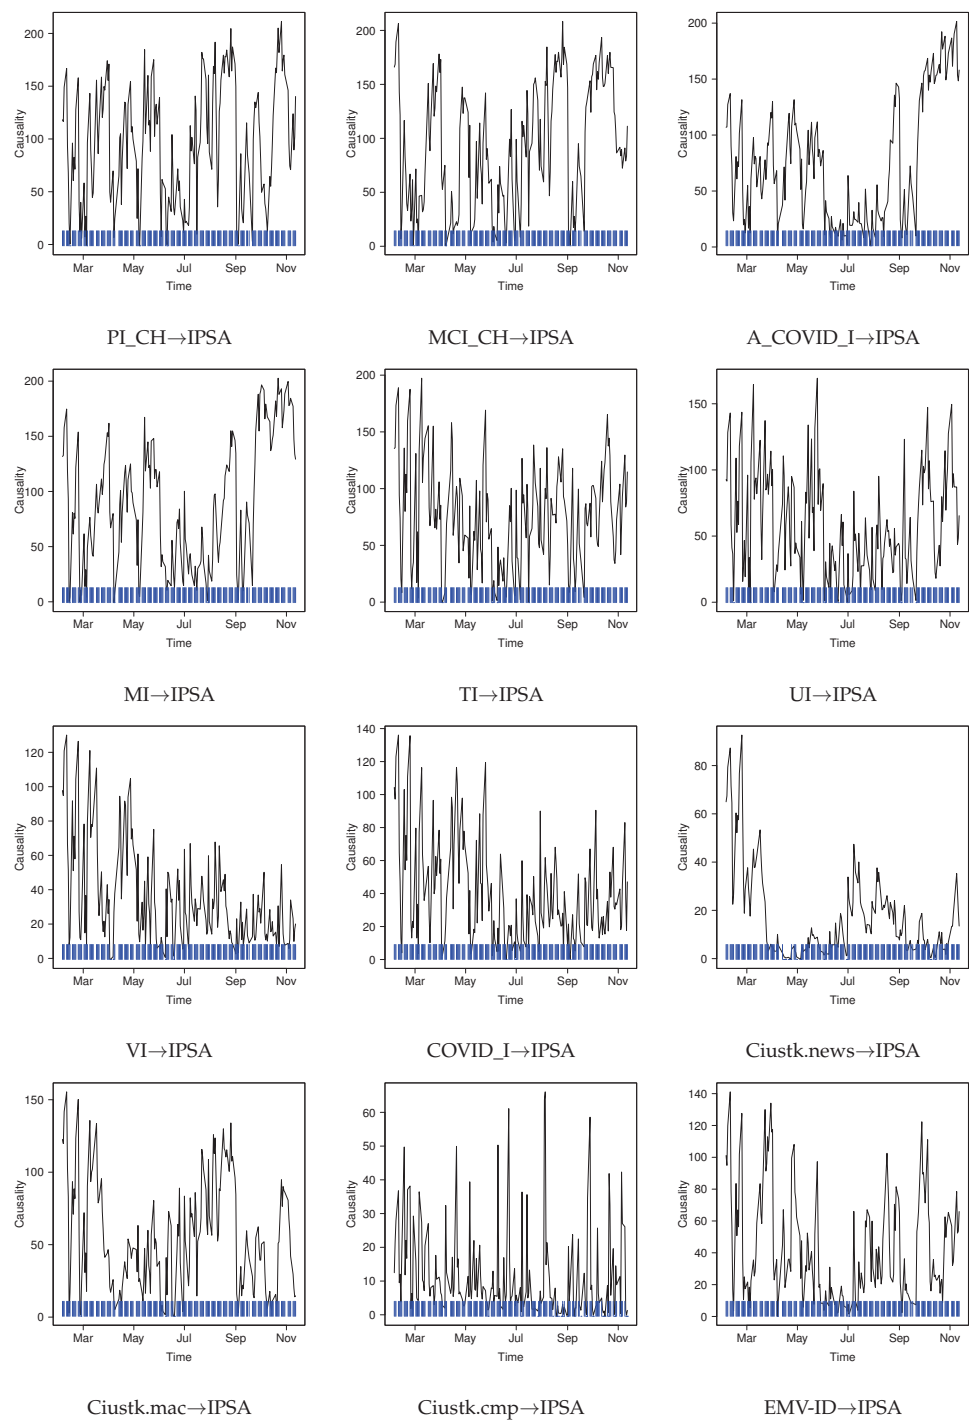 200
150
100
50
0
Causality
Mar May Jul Sep Nov
Time
PI_CH→IPSA
200
150
100
50
0
Causality
Mar May Jul Sep Nov
Time
MCI_CH→IPSA
200
150
100
50
0
Causality
Mar May Jul Sep Nov
Time
A_COVID_I→IPSA
200
150
100
50
0
Causality
Mar May Jul Sep Nov
Time
MI→IPSA
200
150
100
50
0
Causality
Mar May Jul Sep Nov
Time
TI→IPSA
150
100
50
0
Causality
Mar May Jul Sep Nov
Time
UI→IPSA
120
100
80
60
40
20
0
Causality
Mar May Jul Sep Nov
Time
VI→IPSA
140
120
100
80
60
40
20
0
Causality
Mar May Jul Sep Nov
Time
COVID_I→IPSA
80
60
40
20
0
Causality
Mar May Jul Sep Nov
Time
Ciustk.news→IPSA
150
100
50
0
Causality
Mar May Jul Sep Nov
Time
Ciustk.mac→IPSA
60
50
40
30
20
10
0
Causality
Mar May Jul Sep Nov
Time
Ciustk.cmp→IPSA
140
120
100
80
60
40
20
0
Causality
Mar May Jul Sep Nov
Time
EMV-ID→IPSA